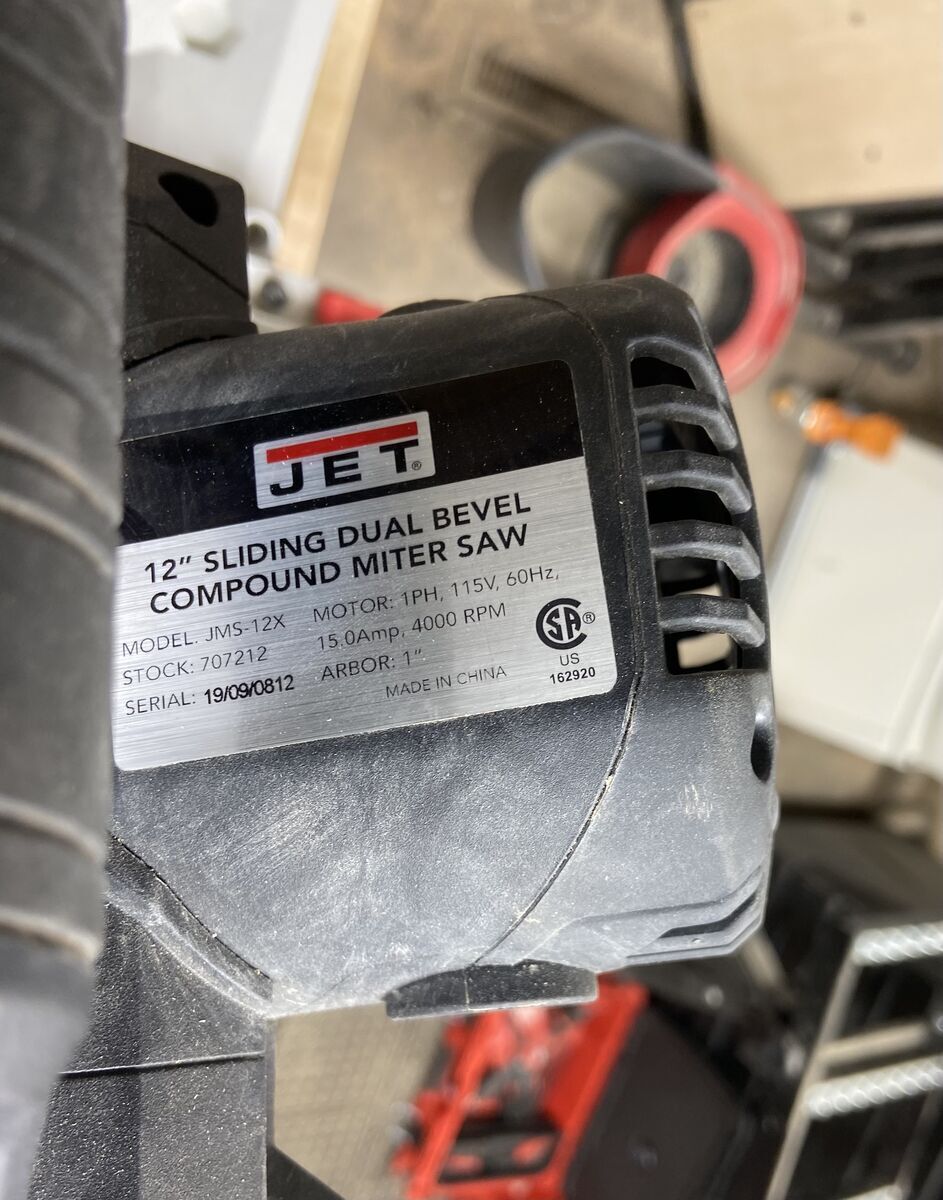 JET®
12" SLIDING DUAL BEVEL
COMPOUND MITER SAW
MODEL. JMS-12X
STOCK: 707212
SERIAL: 19/09/0812
MOTOR: 1PH, 115V, 60Hz,
15.0Amp, 4000 RPM
ARBOR: 1"
MADE IN CHINA
SA®
US
162920